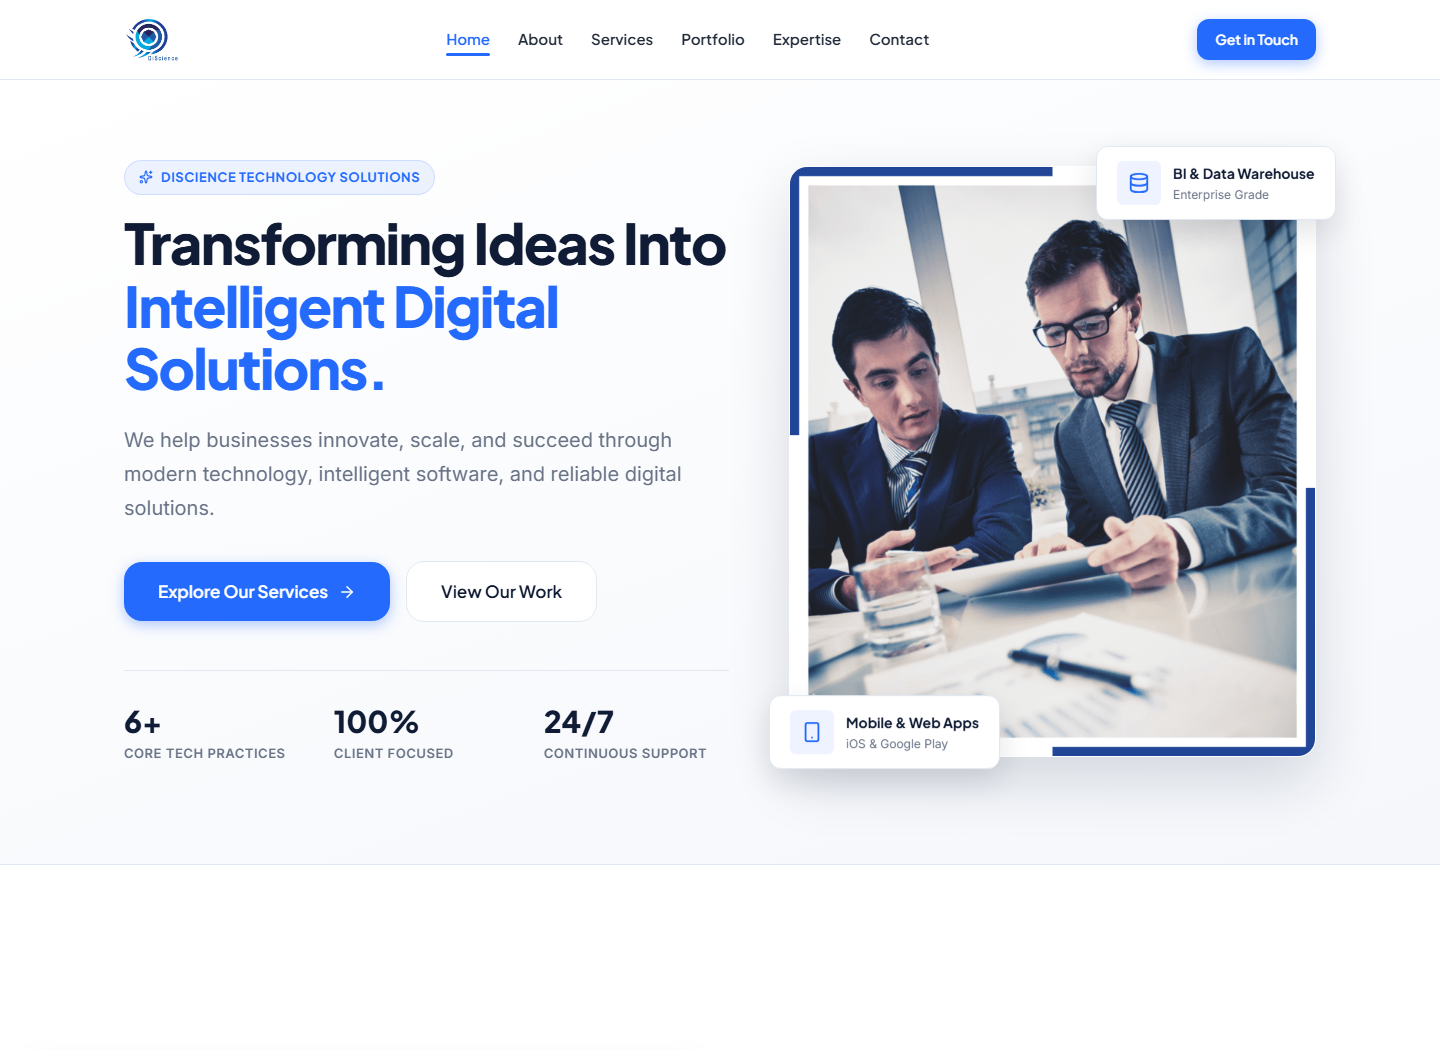 DiScience
Home
About
Services
Portfolio
Expertise
Contact
Get in Touch
DISCIENCE TECHNOLOGY SOLUTIONS
Transforming Ideas Into
Intelligent Digital
Solutions.
We help businesses innovate, scale, and succeed through
modern technology, intelligent software, and reliable digital
solutions.
Explore Our Services
View Our Work
6+
CORE TECH PRACTICES
100%
CLIENT FOCUSED
24/7
CONTINUOUS SUPPORT
BI & Data Warehouse
Enterprise Grade
Mobile & Web Apps
iOS & Google Play